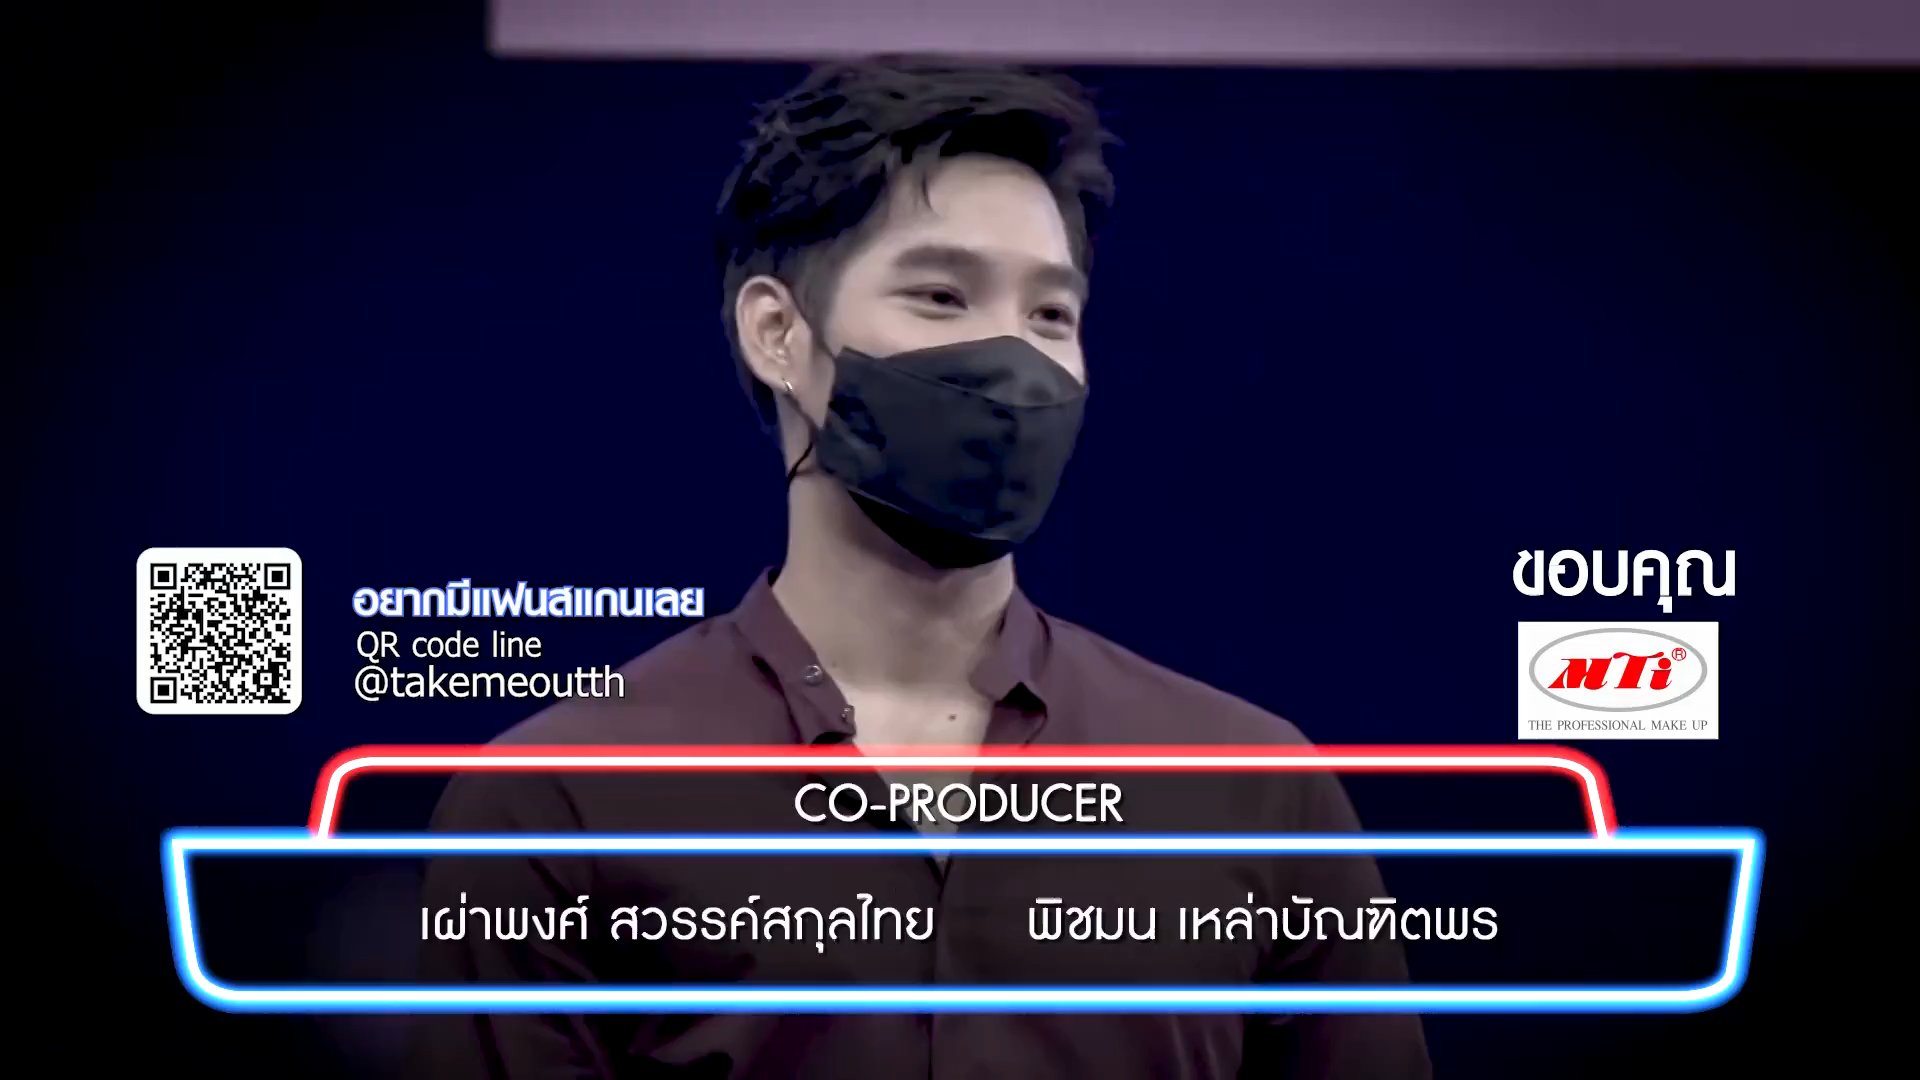 อยากมีแฟนสแกนเลย
QR code line
@takemeoutth
ขอบคุณ
MTi®
THE PROFESSIONAL MAKE UP
CO-PRODUCER
เผ่าพงศ์ สวรรค์สกุลไทย พิชมน เหล่าบัณฑิตพร